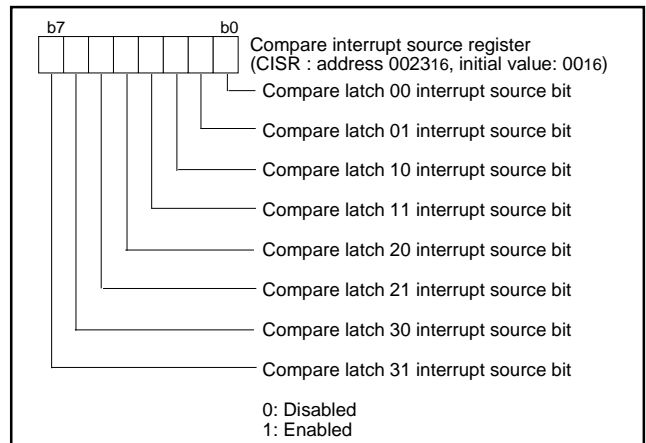 b7 b0
Compare interrupt source register
(CISR : address 002316, initial value: 0016)
Compare latch 00 interrupt source bit
Compare latch 01 interrupt source bit
Compare latch 10 interrupt source bit
Compare latch 11 interrupt source bit
Compare latch 20 interrupt source bit
Compare latch 21 interrupt source bit
Compare latch 30 interrupt source bit
Compare latch 31 interrupt source bit
0: Disabled
1: Enabled